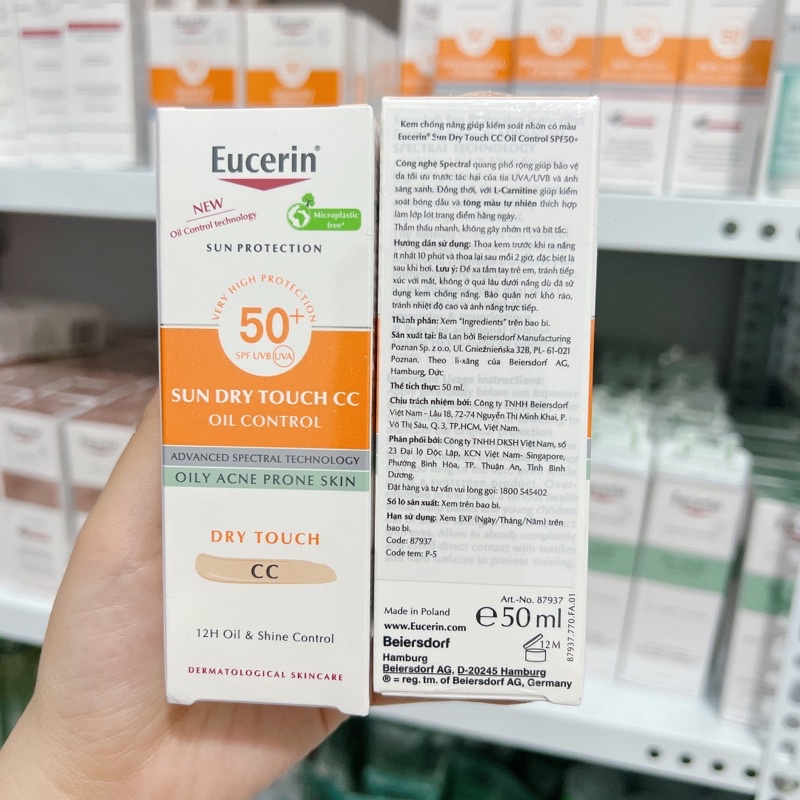 Eucerin®
NEW
Oil Control technology
Microplastic
free*
SUN PROTECTION
VERY HIGH PROTECTION
50+
SPF UVB UVA
SUN DRY TOUCH CC
OIL CONTROL
ADVANCED SPECTRAL TECHNOLOGY
OILY ACNE PRONE SKIN
DRY TOUCH
CC
12H Oil & Shine Control
DERMATOLOGICAL SKINCARE
Kem chống nắng giúp kiểm soát nhờn có màu
Eucerin® Sun Dry Touch CC Oil Control SPF50+
Công nghệ Spectral quang phổ rộng giúp bảo vệ
da tối ưu trước tác hại của tia UVA/UVB và ánh
sáng xanh. Đồng thời, với L-Carnitine giúp kiểm
soát bóng dầu và tông màu tự nhiên thích hợp
làm lớp lót trang điểm hằng ngày.
Thẩm thấu nhanh, không gây nhờn rít và bít tắc.
Hướng dẫn sử dụng: Thoa kem trước khi ra nắng
ít nhất 10 phút và thoa lại sau mỗi 2 giờ, đặc biệt là
sau khi bơi. Lưu ý: Để xa tầm tay trẻ em, tránh tiếp
xúc với mắt, không ở quá lâu dưới nắng dù đã sử
dụng kem chống nắng. Bảo quản nơi khô ráo,
tránh nhiệt độ cao và ánh nắng trực tiếp.
Thành phần: Xem "Ingredients" trên bao bì.
Sản xuất tại: Ba Lan bởi Beiersdorf Manufacturing
Poznan Sp. z o.o, Ul. Gnieźnieńska 32B, PL- 61-021
Poznan. Theo li-xăng của Beiersdorf AG,
Hamburg, Đức
Thể tích thực: 50 ml.
Chịu trách nhiệm bởi: Công ty TNHH Beiersdorf
Việt Nam - Lầu 18, 72-74 Nguyễn Thị Minh Khai, P.
Võ Thị Sáu, Q. 3, TP.HCM, Việt Nam.
Phân phối bởi: Công ty TNHH DKSH Việt Nam, số
23 Đại lộ Độc Lập, KCN Việt Nam- Singapore,
Phường Bình Hòa, TP. Thuận An, Tỉnh Bình
Dương.
Đặt hàng và tư vấn vui lòng gọi: 1800 545402
Số lô sản xuất: Xem trên bao bì.
Hạn sử dụng: Xem EXP (Ngày/Tháng/Năm) trên
bao bì.
Code: 87937
Code tem: P-5
Art.-No. 87937
Made in Poland
www.Eucerin.com
℮50 ml
Beiersdorf
12M
Hamburg
Beiersdorf AG, D-20245 Hamburg
® = reg. tm. of Beiersdorf AG, Germany
87937.770.FA.01
Eucerin
Eucerin